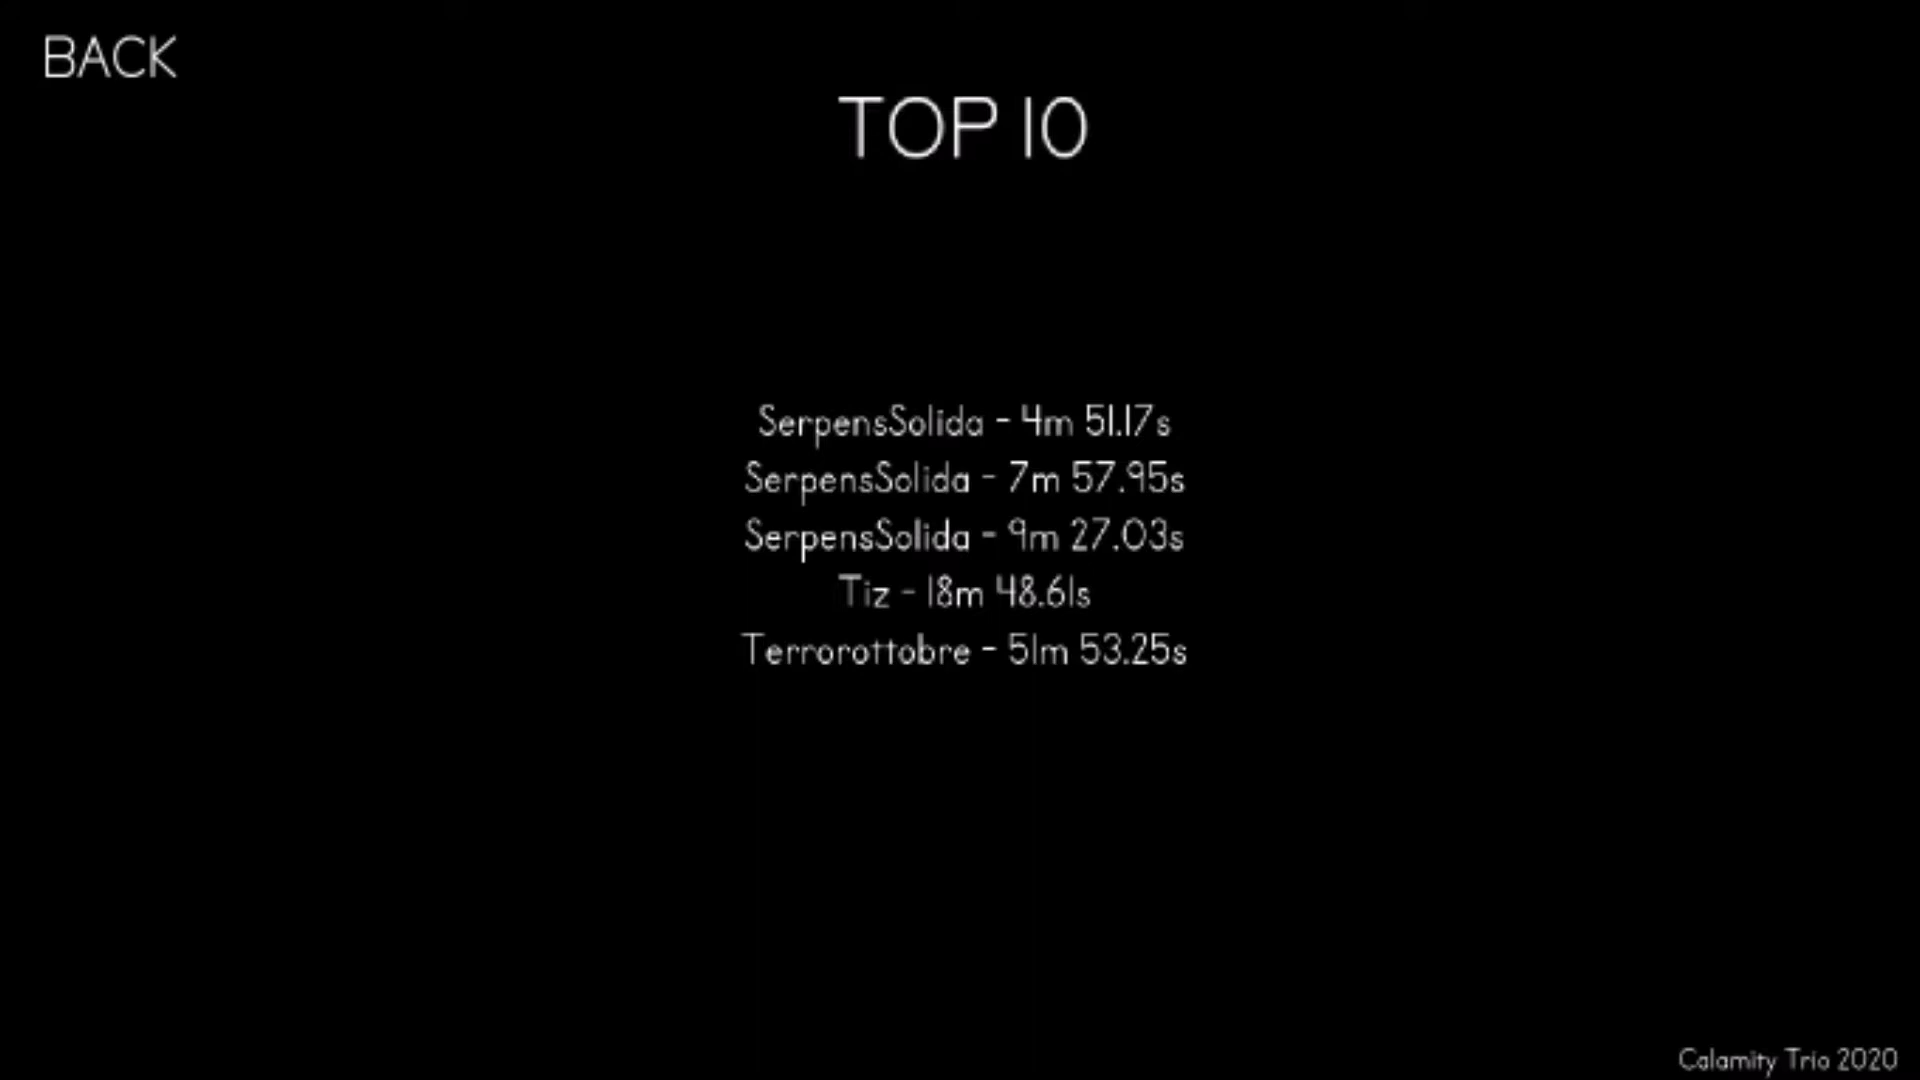 BACK
TOP 10
SerpensSolida - 4m 51.17s
SerpensSolida - 7m 57.95s
SerpensSolida - 9m 27.03s
Tiz - 18m 48.61s
Terrorottobre - 51m 53.25s
Calamity Trio 2020